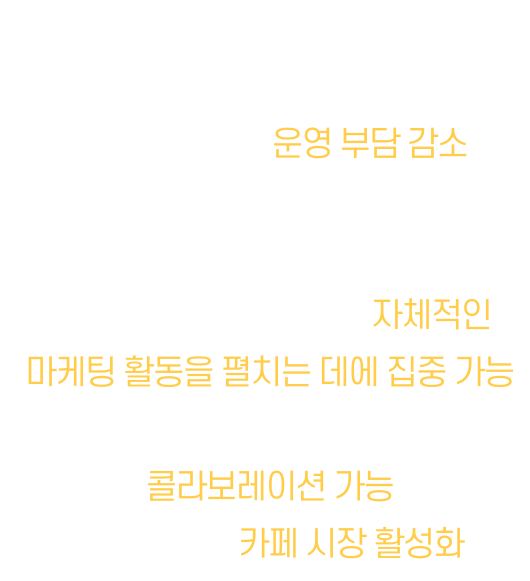 운영 부담 감소
자체적인
마케팅 활동을 펼치는 데에 집중 가능
콜라보레이션 가능
카페 시장 활성화